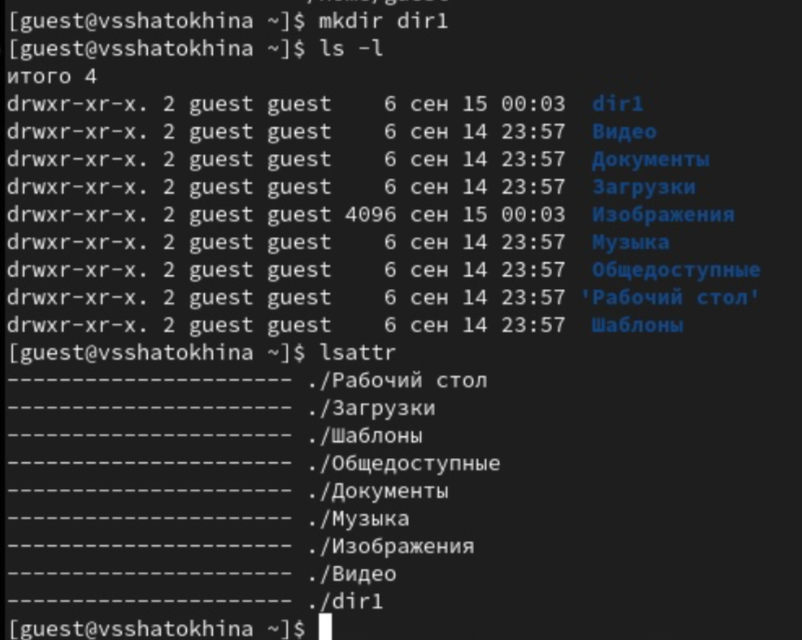 [guest@vsshatokhina ~]$ mkdir dir1
[guest@vsshatokhina ~]$ ls -l
итого 4
drwxr-xr-x. 2 guest guest    6 сен 15 00:03  dir1
drwxr-xr-x. 2 guest guest    6 сен 14 23:57  Видео
drwxr-xr-x. 2 guest guest    6 сен 14 23:57  Документы
drwxr-xr-x. 2 guest guest    6 сен 14 23:57  Загрузки
drwxr-xr-x. 2 guest guest 4096 сен 15 00:03  Изображения
drwxr-xr-x. 2 guest guest    6 сен 14 23:57  Музыка
drwxr-xr-x. 2 guest guest    6 сен 14 23:57  Общедоступные
drwxr-xr-x. 2 guest guest    6 сен 14 23:57 'Рабочий стол'
drwxr-xr-x. 2 guest guest    6 сен 14 23:57  Шаблоны
[guest@vsshatokhina ~]$ lsattr
---------------------- ./Рабочий стол
---------------------- ./Загрузки
---------------------- ./Шаблоны
---------------------- ./Общедоступные
---------------------- ./Документы
---------------------- ./Музыка
---------------------- ./Изображения
---------------------- ./Видео
---------------------- ./dir1
[guest@vsshatokhina ~]$